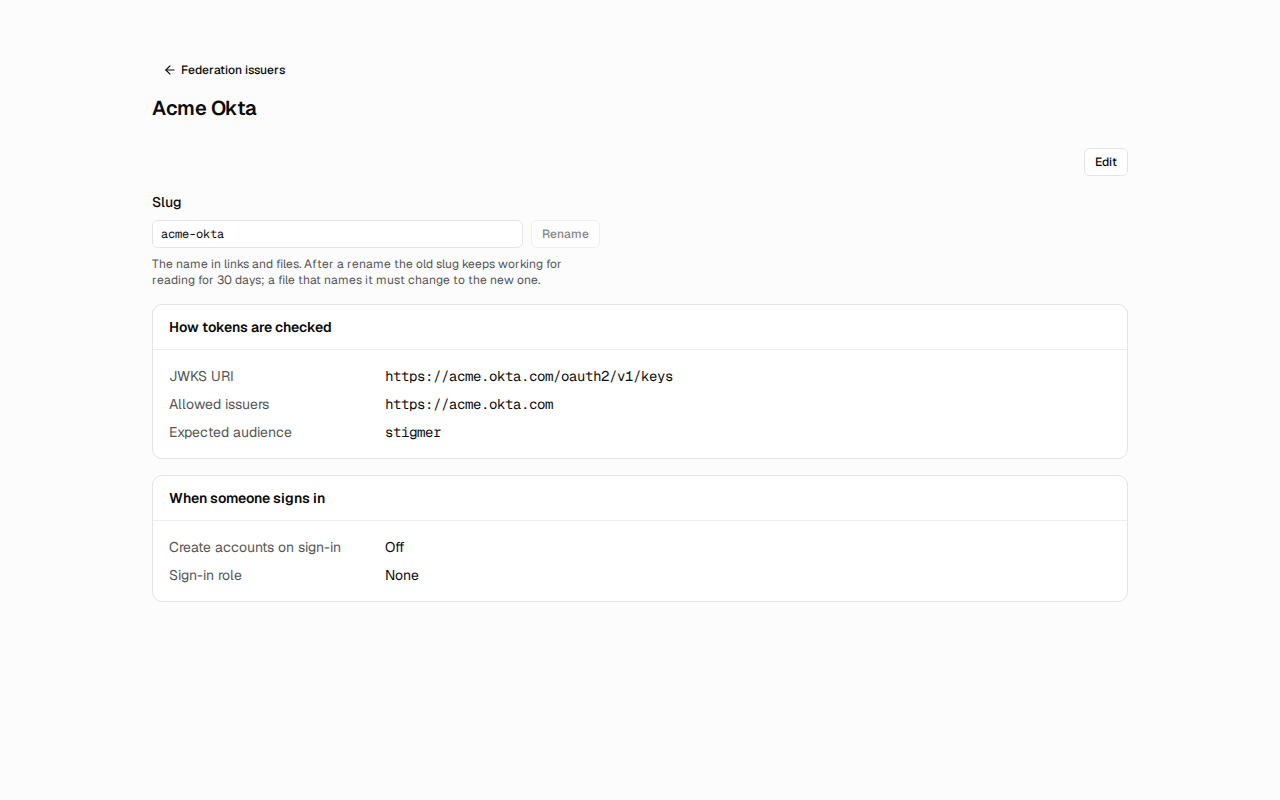 Federation issuers
Acme Okta
Edit
Slug
acme-okta
Rename
The name in links and files. After a rename the old slug keeps working for
reading for 30 days; a file that names it must change to the new one.
How tokens are checked
JWKS URI https://acme.okta.com/oauth2/v1/keys
Allowed issuers https://acme.okta.com
Expected audience stigmer
When someone signs in
Create accounts on sign-in Off
Sign-in role None